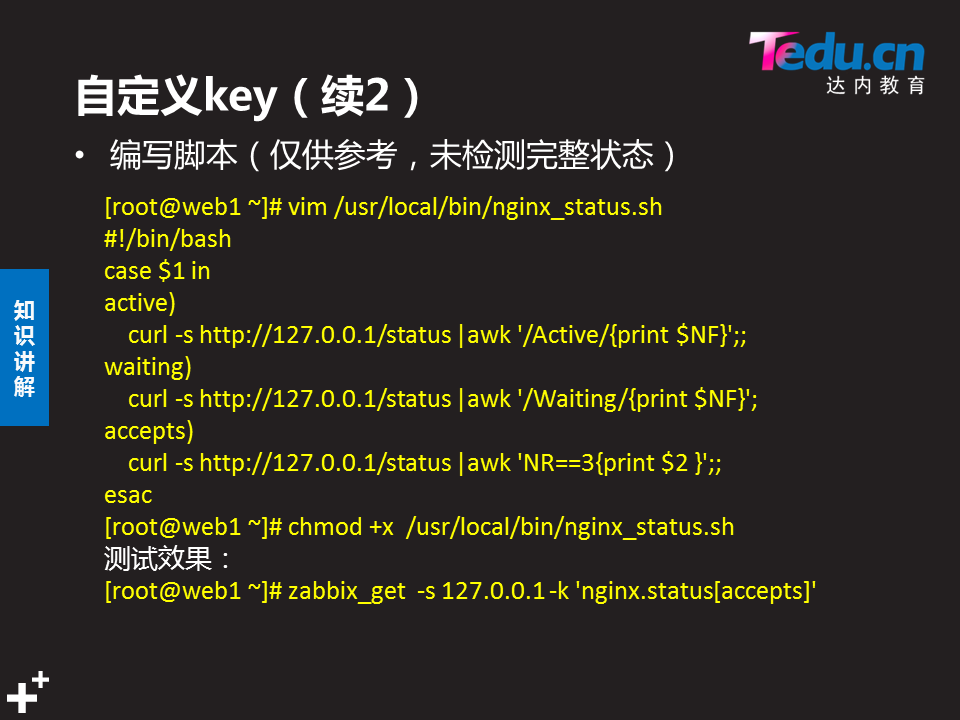 Tedu.cn
达内教育
自定义key（续2）
• 编写脚本（仅供参考，未检测完整状态）
[root@web1 ~]# vim /usr/local/bin/nginx_status.sh
#!/bin/bash
case $1 in
active)
curl -s http://127.0.0.1/status |awk '/Active/{print $NF}';;
waiting)
curl -s http://127.0.0.1/status |awk '/Waiting/{print $NF}';
accepts)
curl -s http://127.0.0.1/status |awk 'NR==3{print $2 }';;
esac
[root@web1 ~]# chmod +x  /usr/local/bin/nginx_status.sh
测试效果：
[root@web1 ~]# zabbix_get  -s 127.0.0.1 -k 'nginx.status[accepts]'
知
识
讲
解